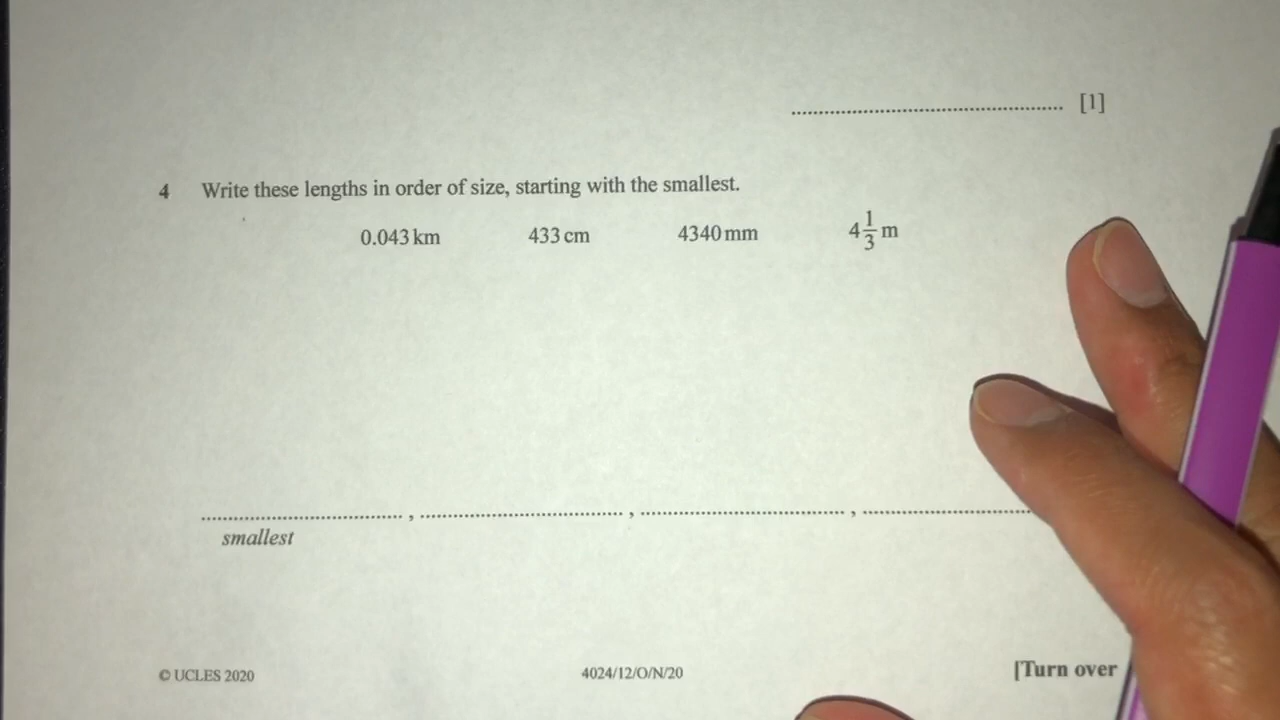 [1]
4 Write these lengths in order of size, starting with the smallest.
0.043 km 433 cm 4340 mm 4 1/3 m
........................................ , ........................................ , ........................................ , ........................................
smallest
© UCLES 2020 4024/12/O/N/20 [Turn over